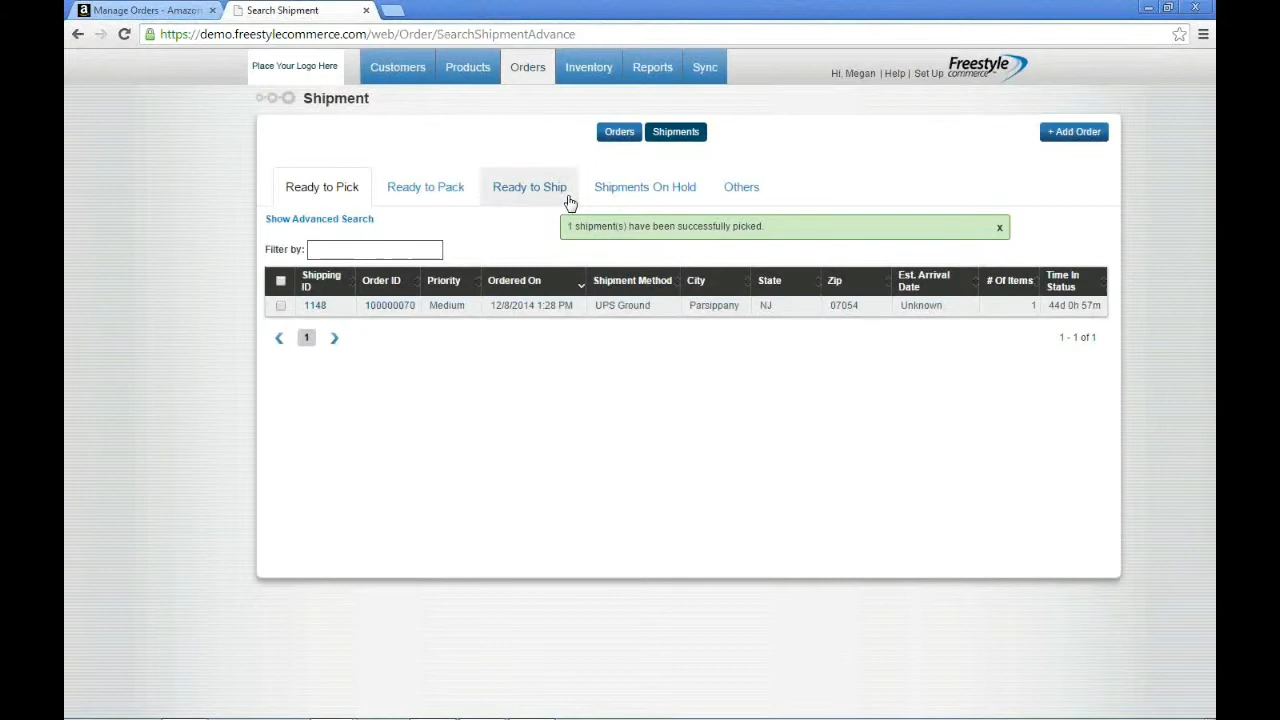 Manage Orders - Amazon
Search Shipment
https://demo.freestylecommerce.com/web/Order/SearchShipmentAdvance
Place Your Logo Here
Customers
Products
Orders
Inventory
Reports
Sync
Hi, Megan | Help | Set Up
Freestyle
commerce
Shipment
Orders
Shipments
+ Add Order
Ready to Pick
Ready to Pack
Ready to Ship
Shipments On Hold
Others
Show Advanced Search
1 shipment(s) have been successfully picked.
x
Filter by:
Shipping ID Order ID Priority Ordered On Shipment Method City State Zip Est. Arrival Date # Of Items Time In Status
1148 100000070 Medium 12/8/2014 1:28 PM UPS Ground Parsippany NJ 07054 Unknown 1 44d 0h 57m
1
1 - 1 of 1